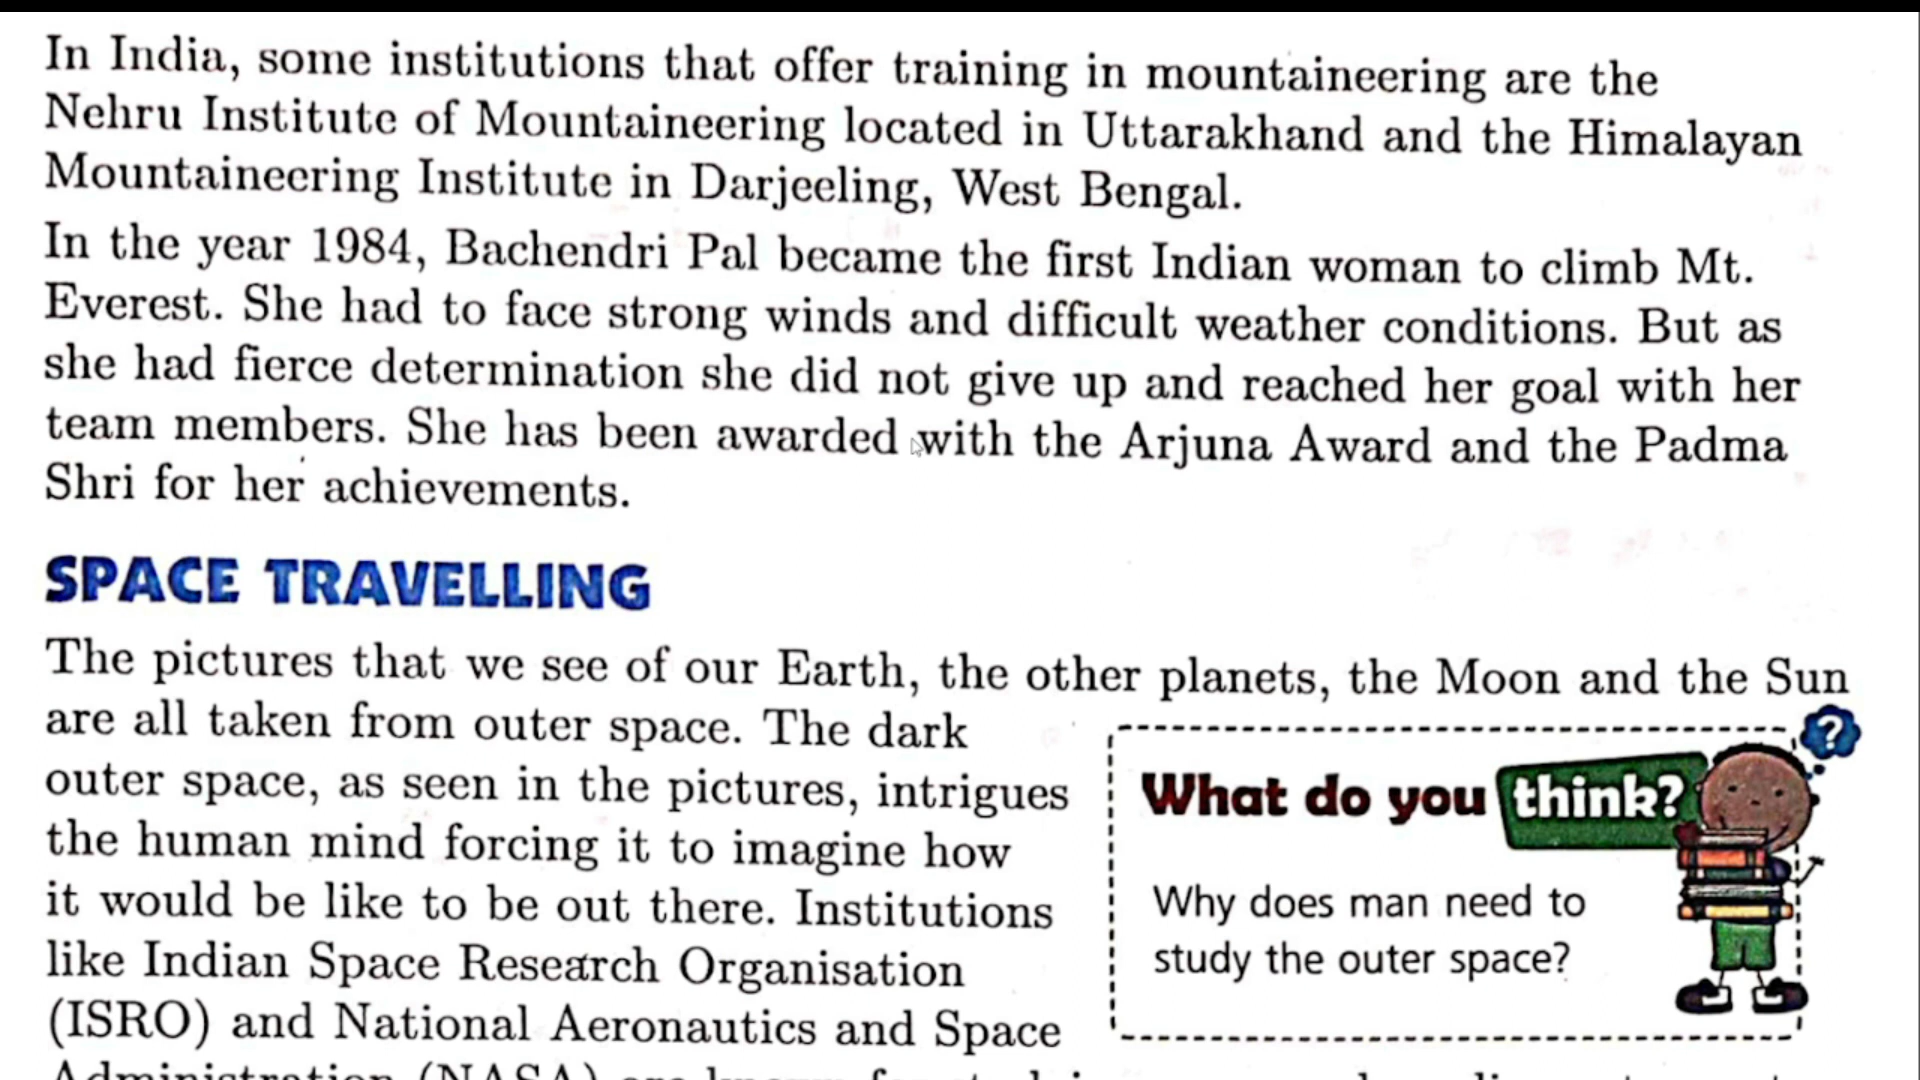 In India, some institutions that offer training in mountaineering are the
Nehru Institute of Mountaineering located in Uttarakhand and the Himalayan
Mountaineering Institute in Darjeeling, West Bengal.
In the year 1984, Bachendri Pal became the first Indian woman to climb Mt.
Everest. She had to face strong winds and difficult weather conditions. But as
she had fierce determination she did not give up and reached her goal with her
team members. She has been awarded with the Arjuna Award and the Padma
Shri for her achievements.
SPACE TRAVELLING
The pictures that we see of our Earth, the other planets, the Moon and the Sun
are all taken from outer space. The dark
outer space, as seen in the pictures, intrigues
the human mind forcing it to imagine how
it would be like to be out there. Institutions
like Indian Space Research Organisation
(ISRO) and National Aeronautics and Space
Administration (NASA) are known for
What do you think?
?
Why does man need to
study the outer space?